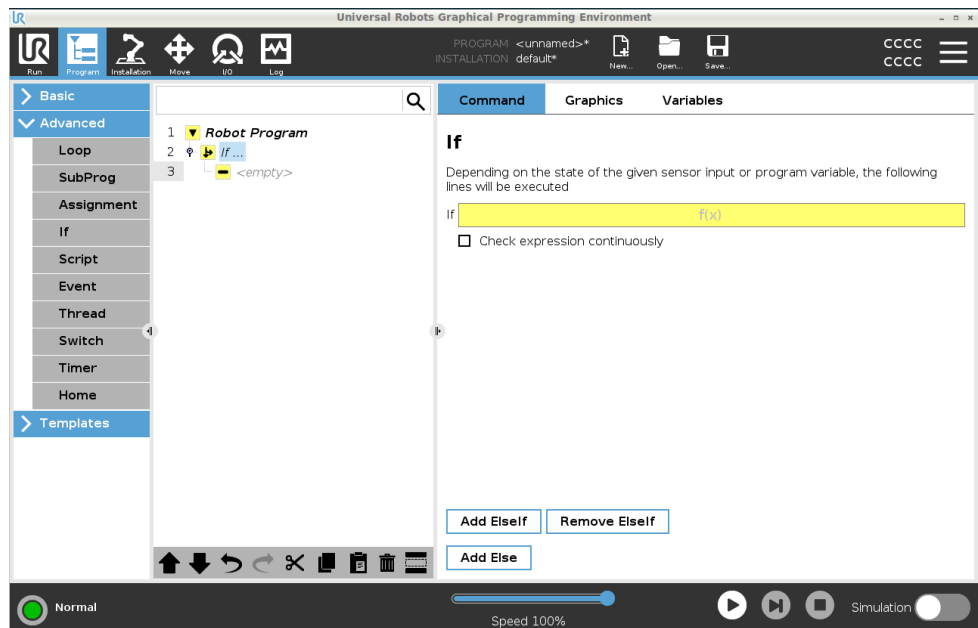 UR
Universal Robots Graphical Programming Environment
UR
Run
Program
Installation
Move
I/O
Log
PROGRAM <unnamed>*
INSTALLATION default*
New...
Open...
Save...
CCCC
CCCC
Basic
Advanced
Loop
SubProg
Assignment
If
Script
Event
Thread
Switch
Timer
Home
Templates
1 Robot Program
2 If ...
3 <empty>
Command Graphics Variables
If
Depending on the state of the given sensor input or program variable, the following
lines will be executed
If f(x)
Check expression continuously
Add ElseIf Remove ElseIf
Add Else
Normal
Speed 100%
Simulation